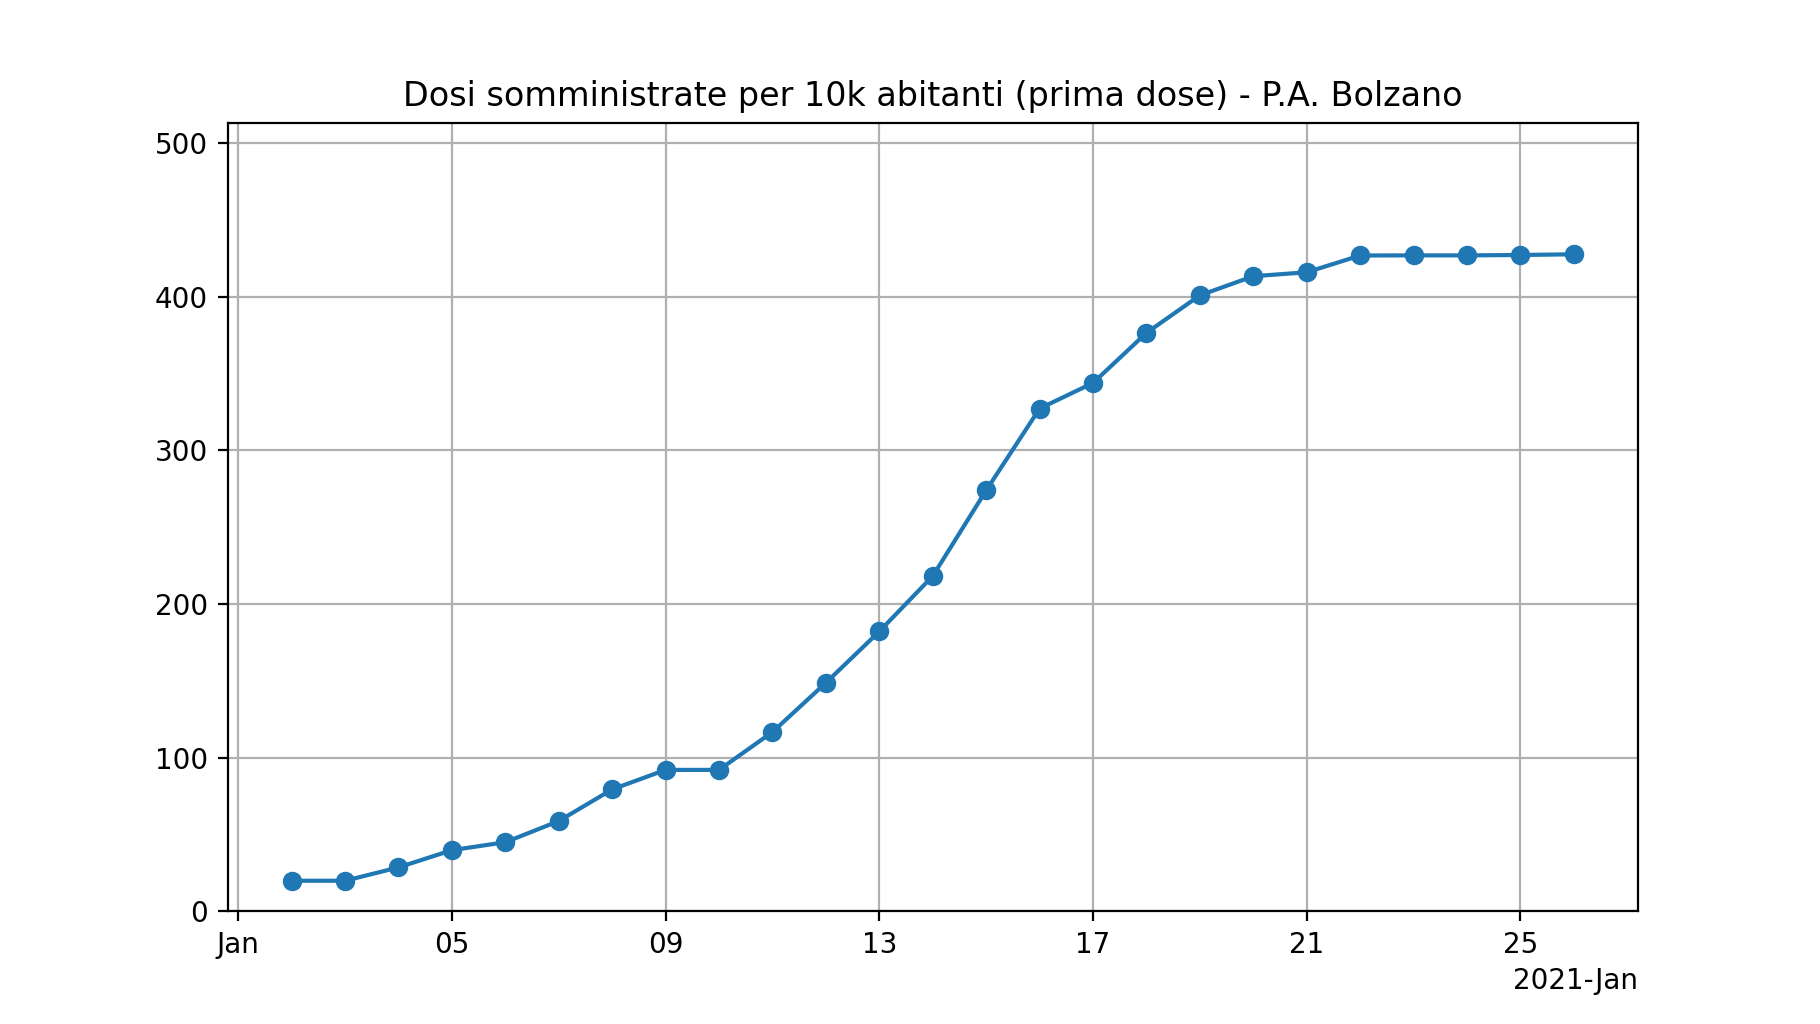 Dosi somministrate per 10k abitanti (prima dose) - P.A. Bolzano
500
400
300
200
100
0
Jan 05 09 13 17 21 25
2021-Jan